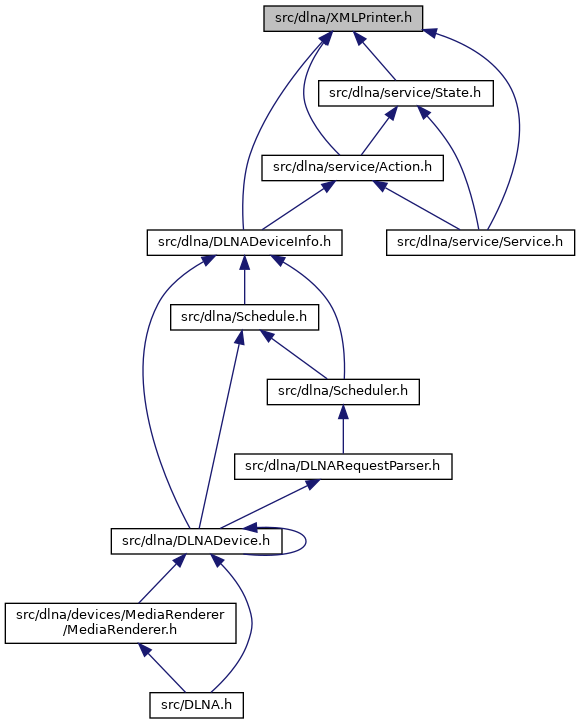 src/dlna/XMLPrinter.h
src/dlna/service/State.h
src/dlna/service/Action.h
src/dlna/DLNADeviceInfo.h
src/dlna/service/Service.h
src/dlna/Schedule.h
src/dlna/Scheduler.h
src/dlna/DLNARequestParser.h
src/dlna/DLNADevice.h
src/dlna/devices/MediaRenderer
/MediaRenderer.h
src/DLNA.h